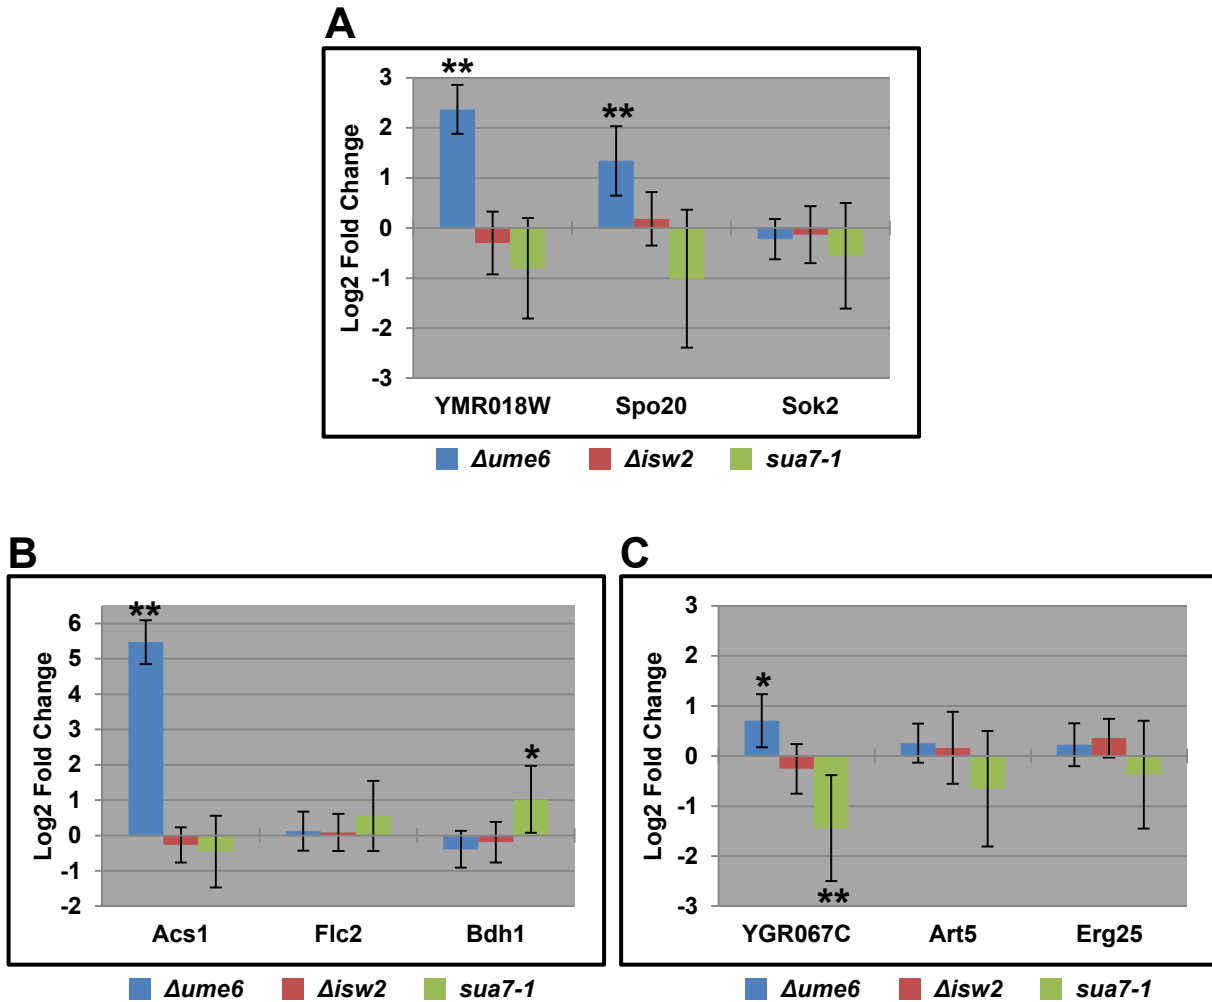 A
Log2 Fold Change
3
2
1
0
-1
-2
-3
**
**
YMR018W Spo20 Sok2
Δume6 Δisw2 sua7-1
B
Log2 Fold Change
6
5
4
3
2
1
0
-1
-2
**
*
Acs1 Flc2 Bdh1
Δume6 Δisw2 sua7-1
C
Log2 Fold Change
3
2
1
0
-1
-2
-3
*
**
YGR067C Art5 Erg25
Δume6 Δisw2 sua7-1